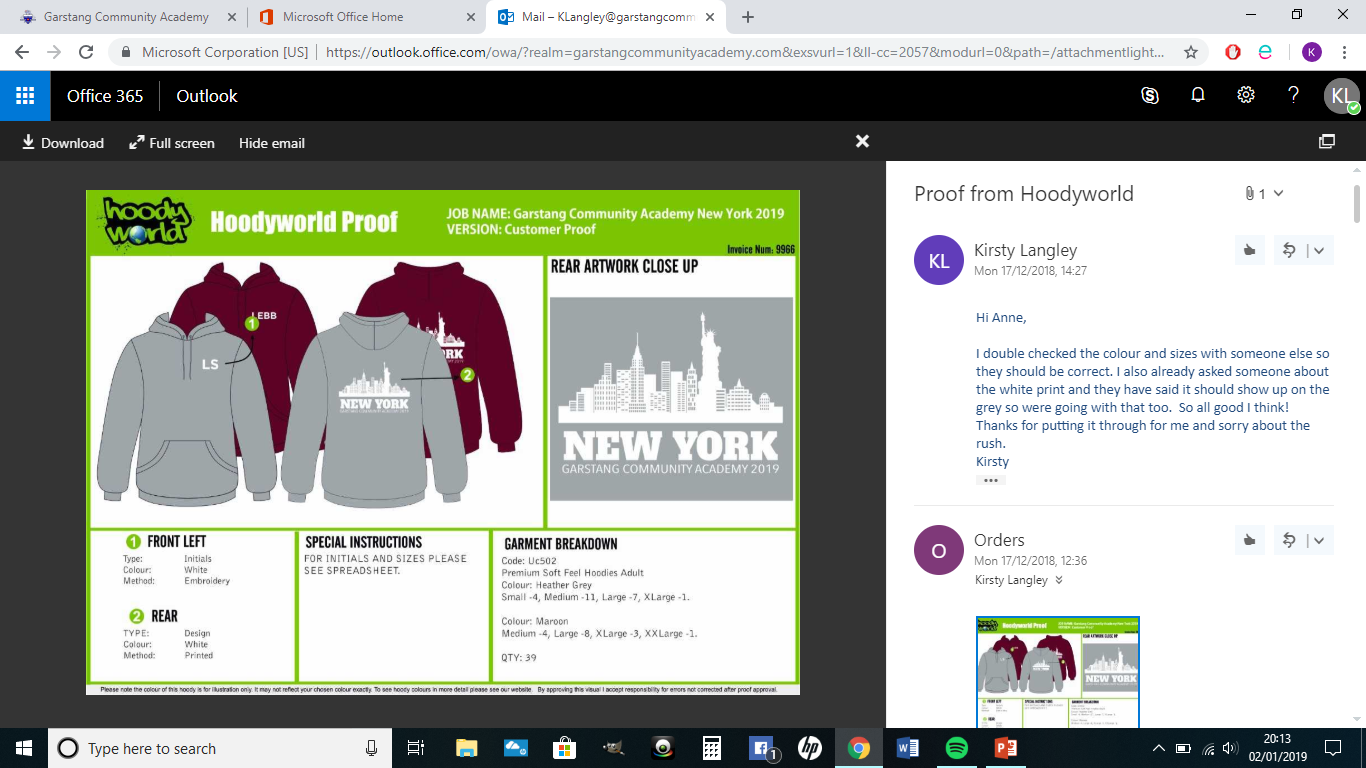 Garstang Community Academy
Microsoft Office Home
Mail – KLangley@garstangcomm
Microsoft Corporation [US] | https://outlook.office.com/owa/?realm=garstangcommunityacademy.com&exsvurl=1&ll-cc=2057&modurl=0&path=/attachmentlight...
K
Office 365
Outlook
KL
Download
Full screen
Hide email
hoody
world
Hoodyworld Proof
JOB NAME: Garstang Community Academy New York 2019
VERSION: Customer Proof
Invoice Num: 9966
LS
EBB
1
2
NEW YORK
GARSTANG COMMUNITY ACADEMY 2019
REAR ARTWORK CLOSE UP
NEW YORK
GARSTANG COMMUNITY ACADEMY 2019
1 FRONT LEFT
Type: Initials
Colour: White
Method: Embroidery
2 REAR
TYPE: Design
Colour: White
Method: Printed
SPECIAL INSTRUCTIONS
FOR INITIALS AND SIZES PLEASE
SEE SPREADSHEET.
GARMENT BREAKDOWN
Code: Uc502
Premium Soft Feel Hoodies Adult
Colour: Heather Grey
Small -4, Medium -11, Large -7, XLarge -1.
Colour: Maroon
Medium -4, Large -8, XLarge -3, XXLarge -1.
QTY: 39
Please note the colour of this hoody is for illustration only. It may not reflect your chosen colour exactly. To see hoody colours in more detail please see our website. By approving this visual I accept responsibility for errors not corrected after proof approval.
Proof from Hoodyworld
1
KL
Kirsty Langley
Mon 17/12/2018, 14:27
Hi Anne,
I double checked the colour and sizes with someone else so
they should be correct. I also already asked someone about
the white print and they have said it should show up on the
grey so were going with that too.  So all good I think!
Thanks for putting it through for me and sorry about the
rush.
Kirsty
O
Orders
Mon 17/12/2018, 12:36
Kirsty Langley
Hoodyworld Proof
Type here to search
1
20:13
02/01/2019